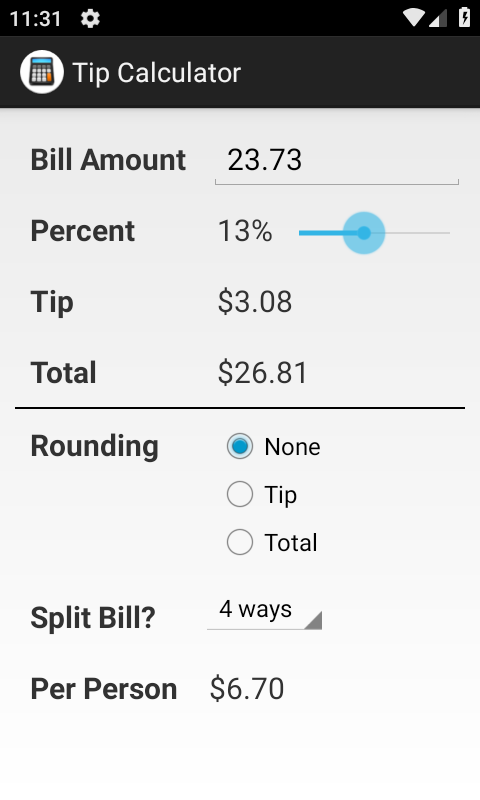 11:31
Tip Calculator
Bill Amount 23.73
Percent 13%
Tip $3.08
Total $26.81
Rounding None
Tip
Total
Split Bill? 4 ways
Per Person $6.70